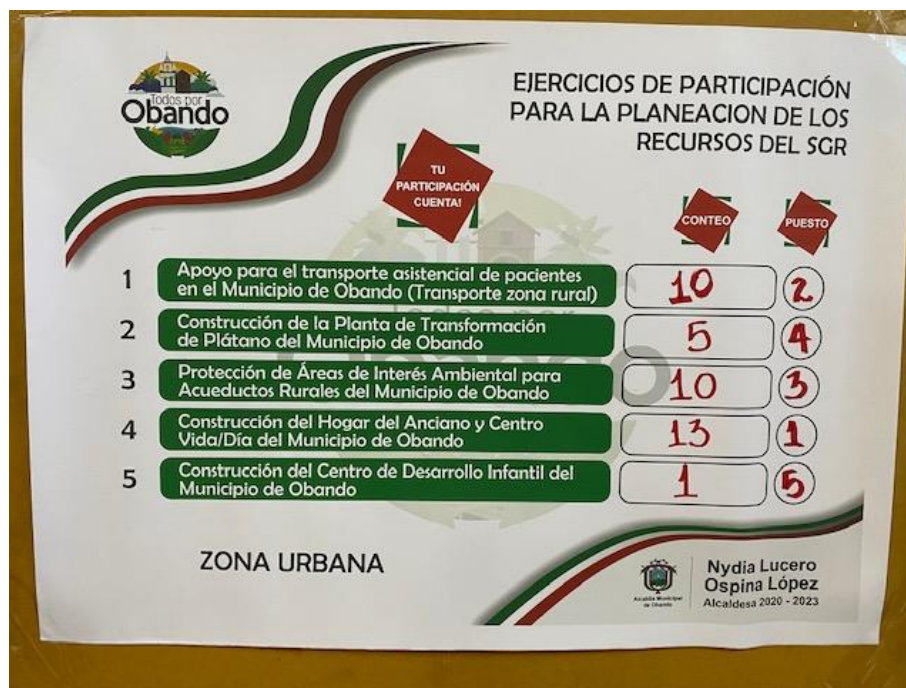 Todos por
Obando
EJERCICIOS DE PARTICIPACIÓN
PARA LA PLANEACION DE LOS
RECURSOS DEL SGR
TU
PARTICIPACIÓN
CUENTA!
CONTEO
PUESTO
1
Apoyo para el transporte asistencial de pacientes
en el Municipio de Obando (Transporte zona rural)
10
2
2
Construcción de la Planta de Transformación
de Plátano del Municipio de Obando
5
4
3
Protección de Áreas de Interés Ambiental para
Acueductos Rurales del Municipio de Obando
10
3
4
Construcción del Hogar del Anciano y Centro
Vida/Día del Municipio de Obando
13
1
5
Construcción del Centro de Desarrollo Infantil del
Municipio de Obando
1
5
ZONA URBANA
Alcaldía Municipal
de Obando
Nydia Lucero
Ospina López
Alcaldesa 2020 - 2023